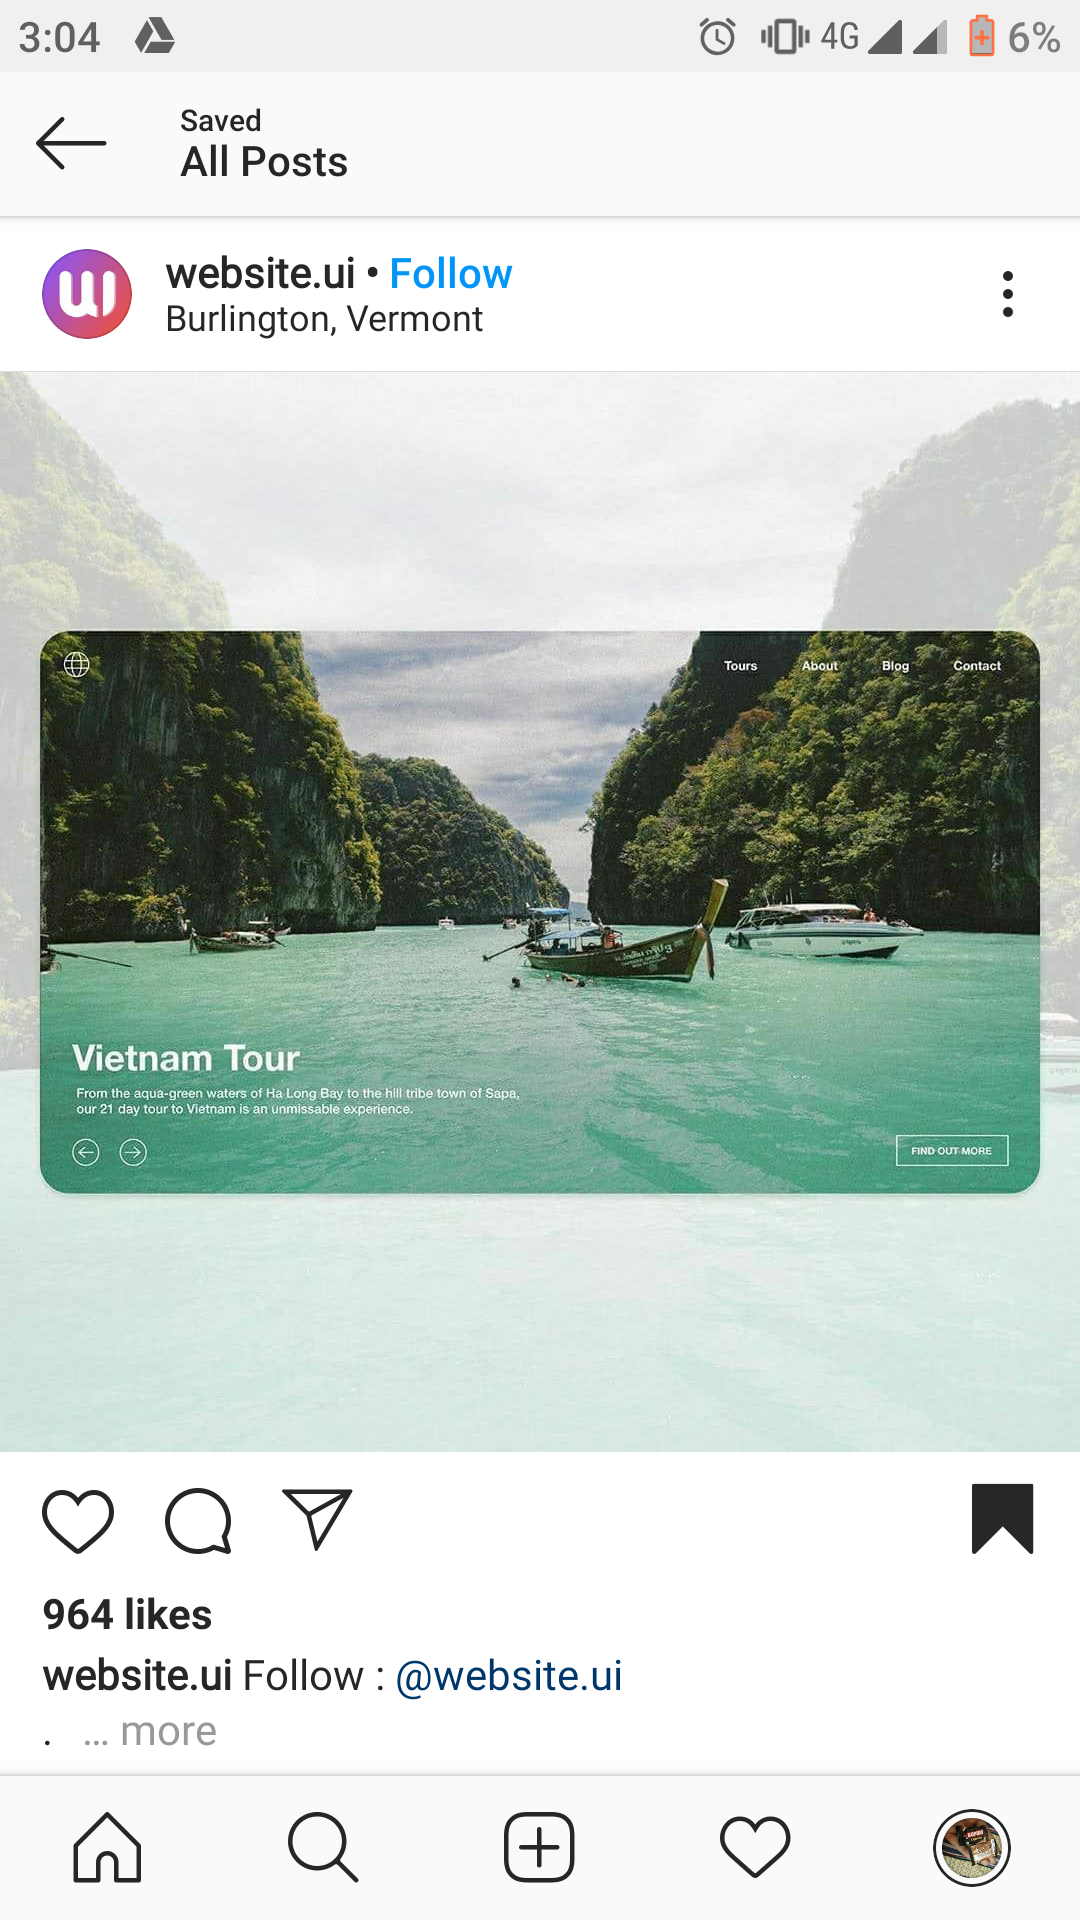 3:04
4G
6%
Saved
All Posts
website.ui • Follow
Burlington, Vermont
Tours About Blog Contact
Vietnam Tour
From the aqua-green waters of Ha Long Bay to the hill tribe town of Sapa,
our 21 day tour to Vietnam is an unmissable experience.
FIND OUT MORE
964 likes
website.ui Follow : @website.ui
. ... more